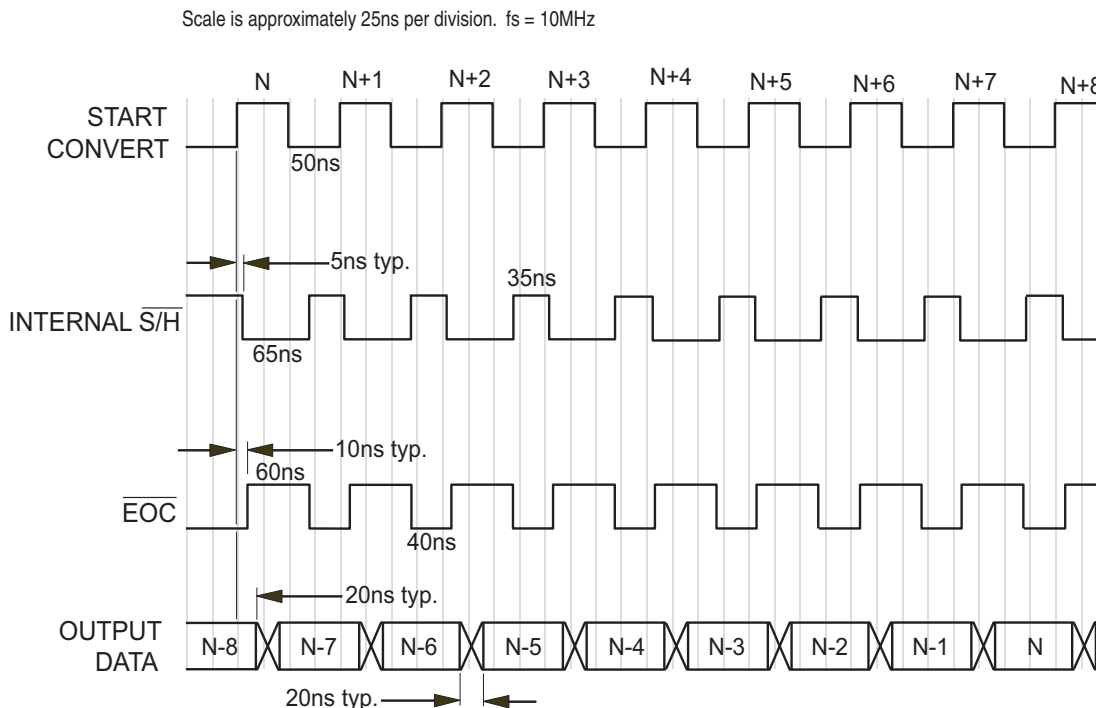 Scale is approximately 25ns per division. fs = 10MHz
N N+1 N+2 N+3 N+4 N+5 N+6 N+7 N+8
START
CONVERT
50ns
5ns typ.
35ns
INTERNAL S/H
65ns
10ns typ.
60ns
EOC
40ns
20ns typ.
OUTPUT
DATA
N-8 N-7 N-6 N-5 N-4 N-3 N-2 N-1 N
20ns typ.